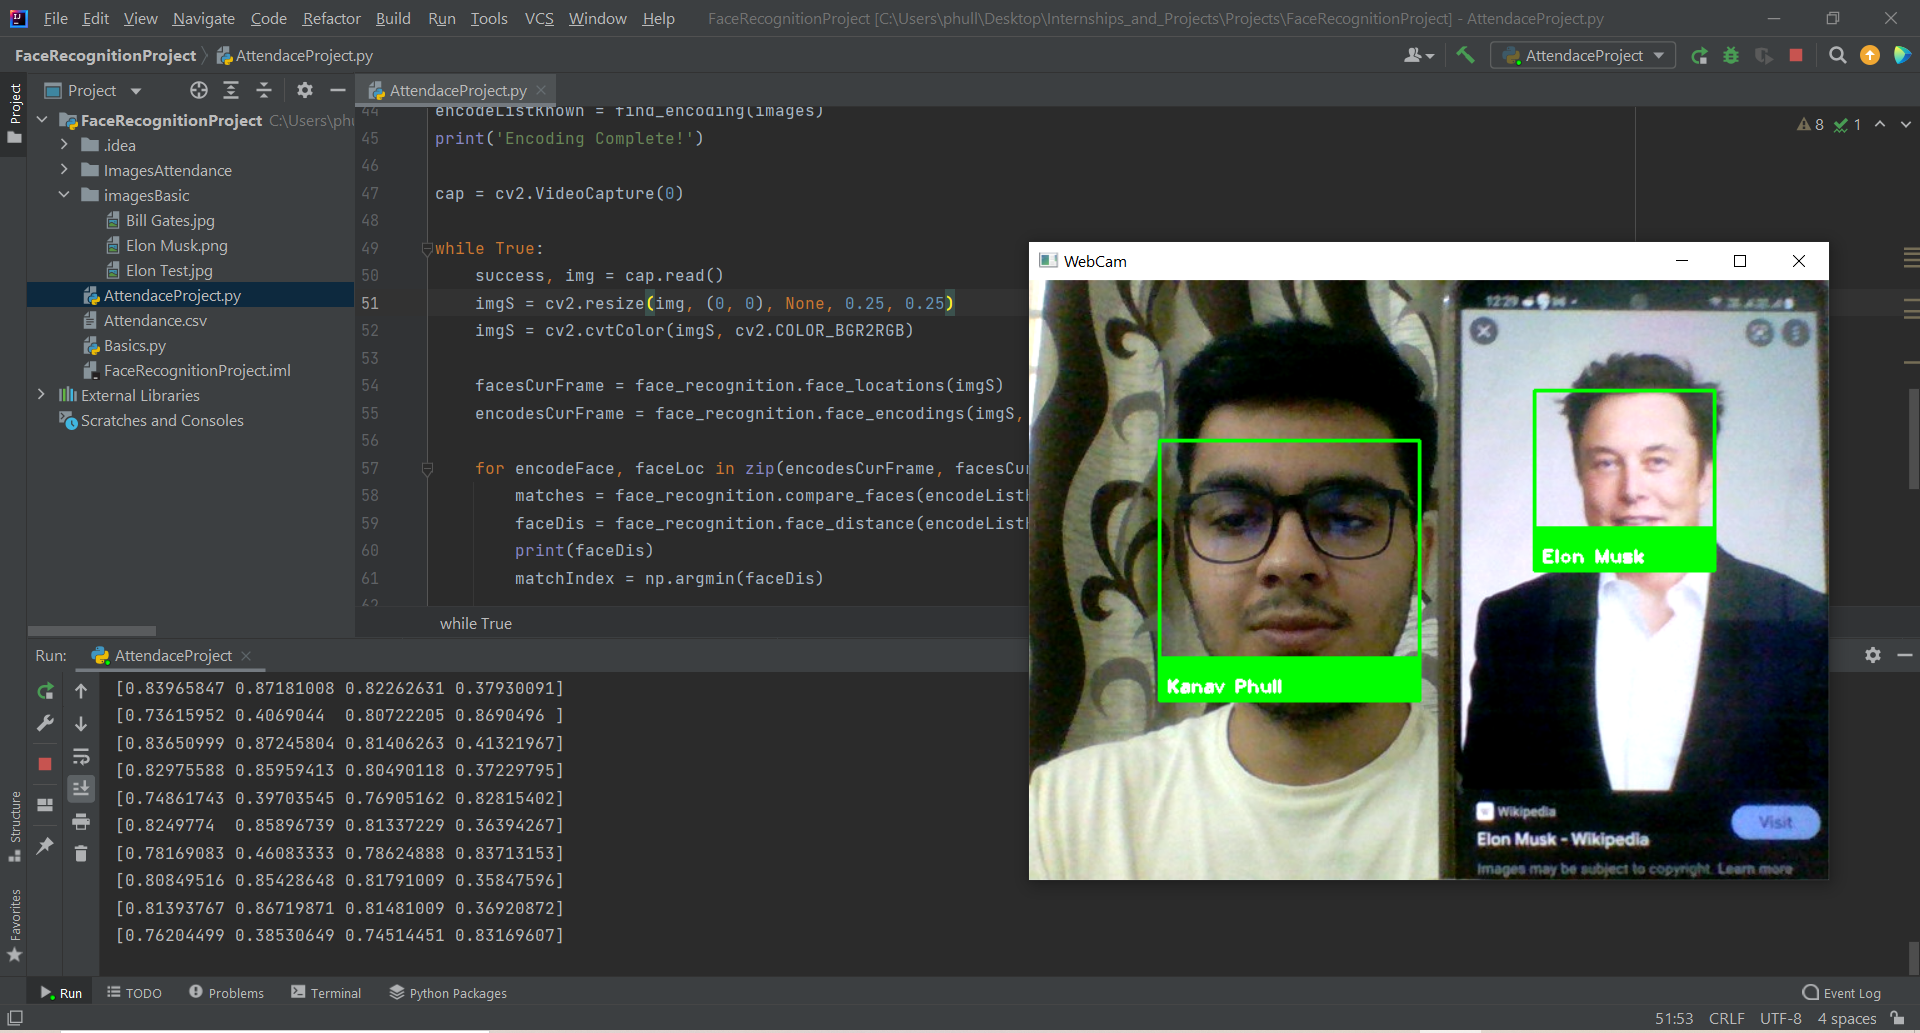 File Edit View Navigate Code Refactor Build Run Tools VCS Window Help FaceRecognitionProject [C:\Users\phull\Desktop\Internships_and_Projects\Projects\FaceRecognitionProject] - AttendaceProject.py
FaceRecognitionProject AttendaceProject.py AttendaceProject
Project
Project
AttendaceProject.py
FaceRecognitionProject C:\Users\phu
.idea
ImagesAttendance
imagesBasic
Bill Gates.jpg
Elon Musk.png
Elon Test.jpg
AttendaceProject.py
Attendance.csv
Basics.py
FaceRecognitionProject.iml
External Libraries
Scratches and Consoles
8 1
44 encodeListKnown = find_encoding(images)
45 print('Encoding Complete!')
46
47 cap = cv2.VideoCapture(0)
48
49 while True:
50 success, img = cap.read()
51 imgS = cv2.resize(img, (0, 0), None, 0.25, 0.25)
52 imgS = cv2.cvtColor(imgS, cv2.COLOR_BGR2RGB)
53
54 facesCurFrame = face_recognition.face_locations(imgS)
55 encodesCurFrame = face_recognition.face_encodings(imgS,
56
57 for encodeFace, faceLoc in zip(encodesCurFrame, facesCur
58 matches = face_recognition.compare_faces(encodeListK
59 faceDis = face_recognition.face_distance(encodeListK
60 print(faceDis)
61 matchIndex = np.argmin(faceDis)
62
while True
WebCam
12:29
Elon Musk
Kanav Phull
Wikipedia
Elon Musk - Wikipedia
Visit
Images may be subject to copyright. Learn more
Run: AttendaceProject
[0.83965847 0.87181008 0.82262631 0.37930091]
[0.73615952 0.4069044  0.80722205 0.8690496 ]
[0.83650999 0.87245804 0.81406263 0.41321967]
[0.82975588 0.85959413 0.80490118 0.37229795]
[0.74861743 0.39703545 0.76905162 0.82815402]
[0.8249774  0.85896739 0.81337229 0.36394267]
[0.78169083 0.46083333 0.78624888 0.83713153]
[0.80849516 0.85428648 0.81791009 0.35847596]
[0.81393767 0.86719871 0.81481009 0.36920872]
[0.76204499 0.38530649 0.74514451 0.83169607]
Structure
Favorites
Run TODO Problems Terminal Python Packages Event Log
51:53 CRLF UTF-8 4 spaces